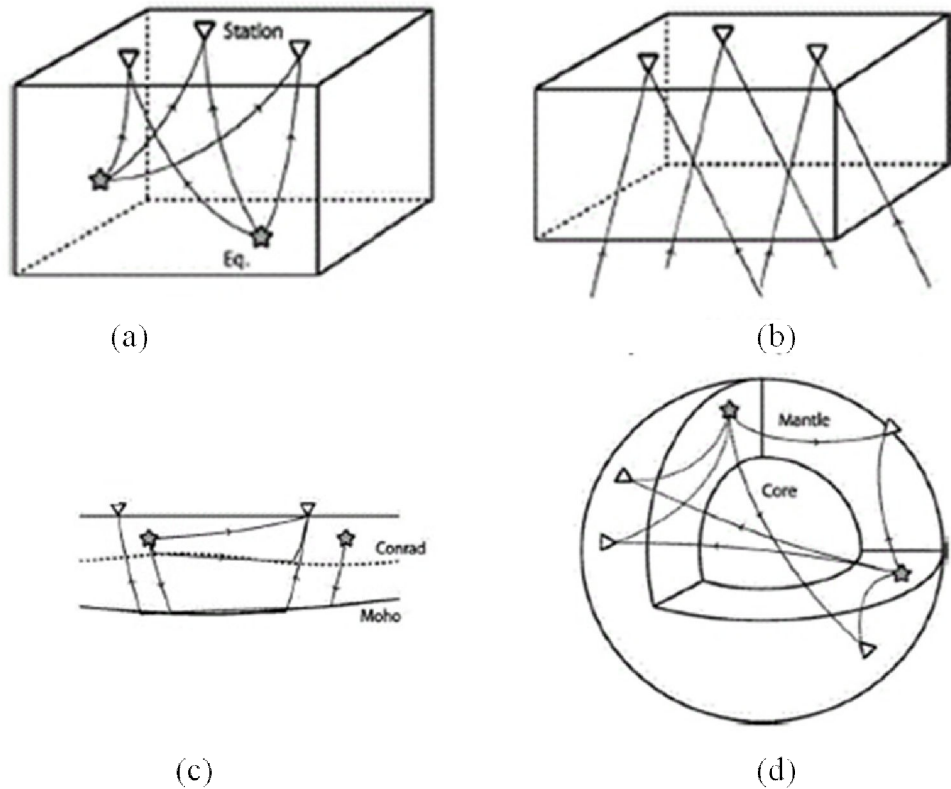 Station
Eq.
(a)
(b)
Conrad
Moho
(c)
Mantle
Core
(d)